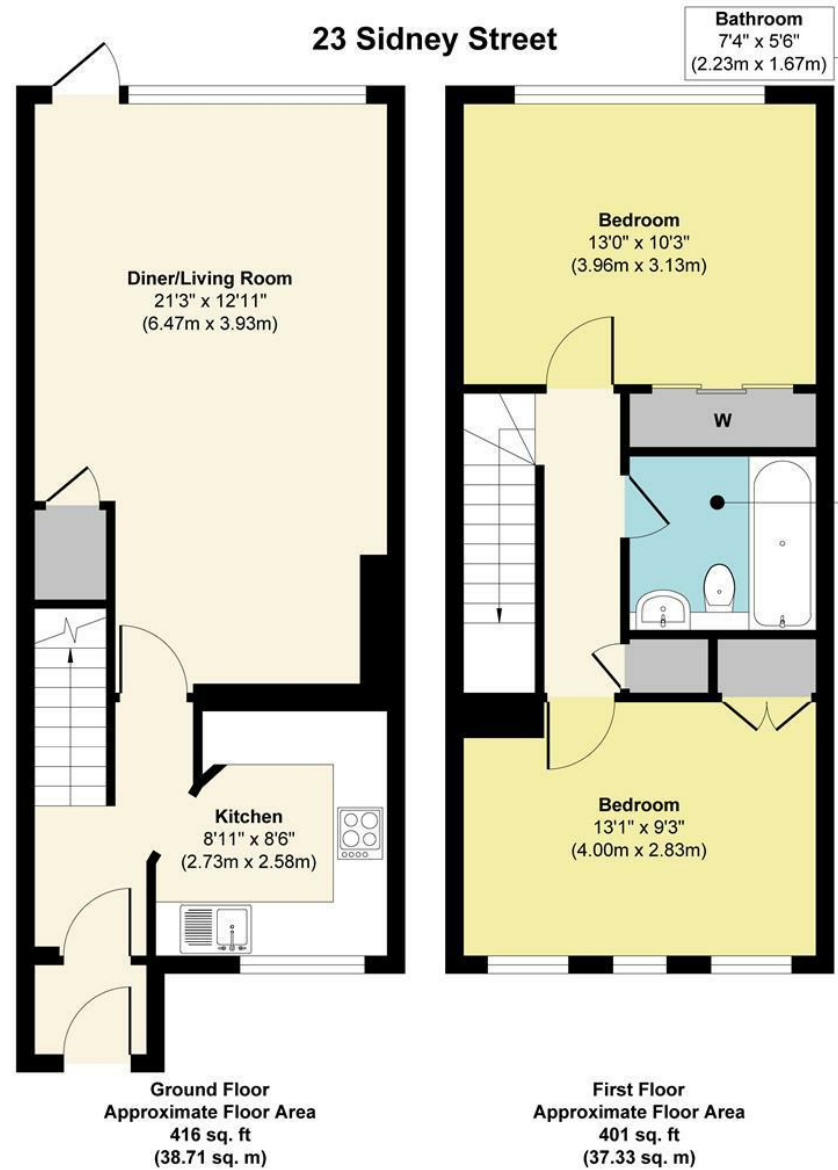 23 Sidney Street
Bathroom
7'4" x 5'6"
(2.23m x 1.67m)
Diner/Living Room
21'3" x 12'11"
(6.47m x 3.93m)
Bedroom
13'0" x 10'3"
(3.96m x 3.13m)
W
Kitchen
8'11" x 8'6"
(2.73m x 2.58m)
Bedroom
13'1" x 9'3"
(4.00m x 2.83m)
Ground Floor
Approximate Floor Area
416 sq. ft
(38.71 sq. m)
First Floor
Approximate Floor Area
401 sq. ft
(37.33 sq. m)